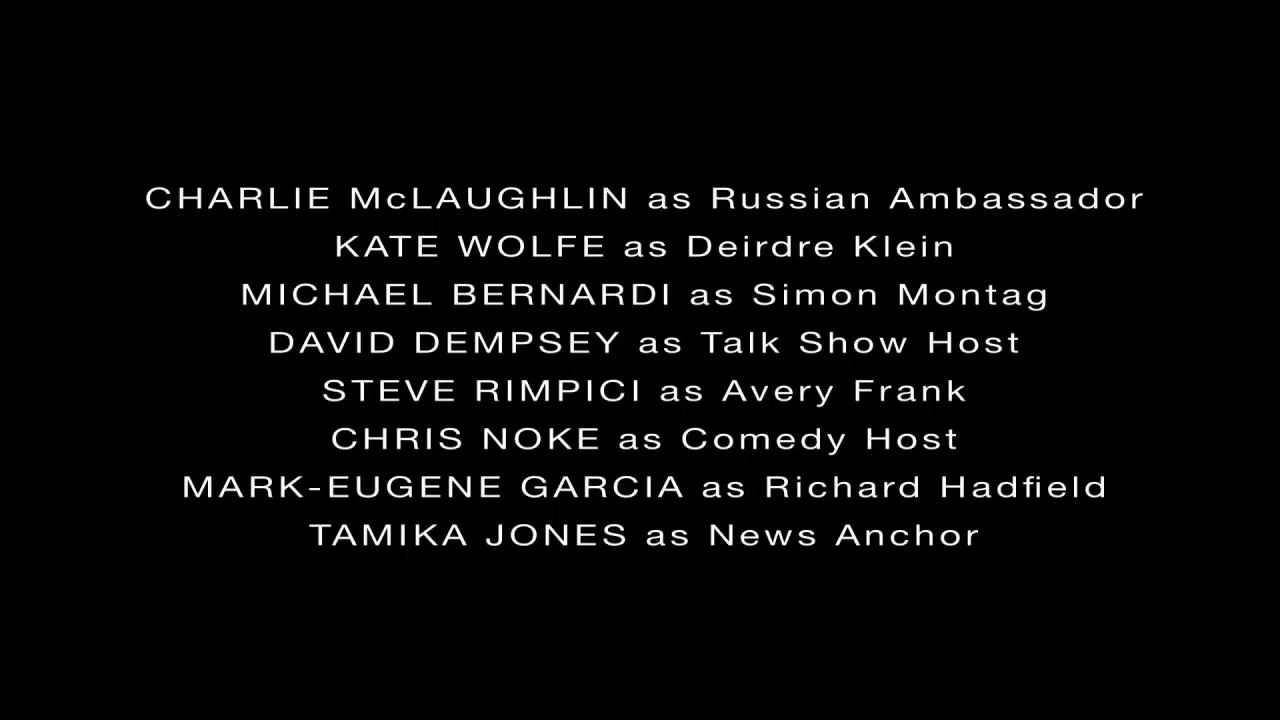 CHARLIE McLAUGHLIN as Russian Ambassador
KATE WOLFE as Deirdre Klein
MICHAEL BERNARDI as Simon Montag
DAVID DEMPSEY as Talk Show Host
STEVE RIMPICI as Avery Frank
CHRIS NOKE as Comedy Host
MARK-EUGENE GARCIA as Richard Hadfield
TAMIKA JONES as News Anchor